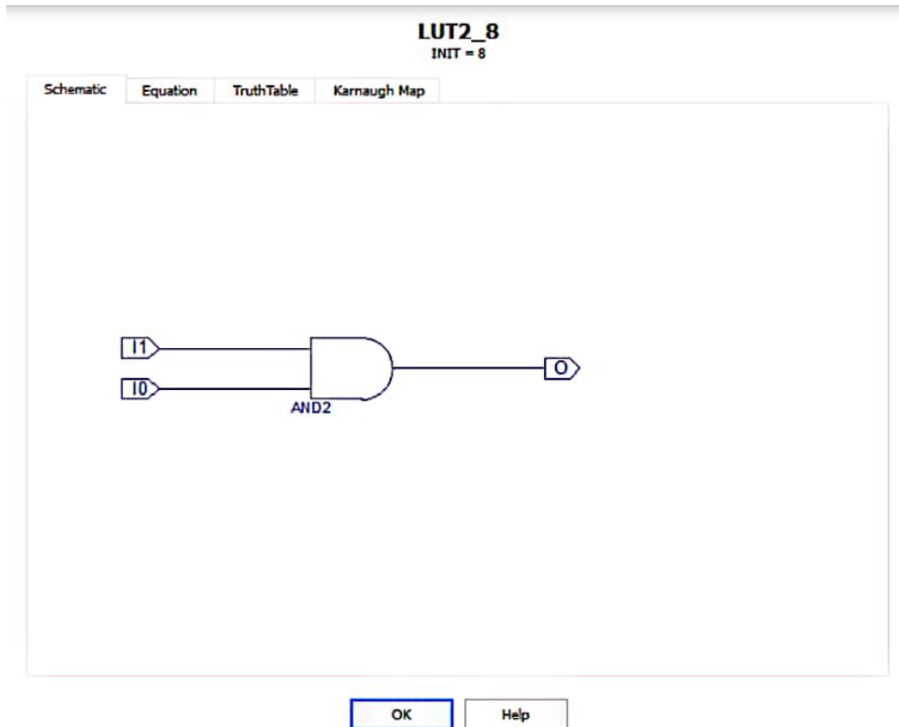 LUT2_8
INIT = 8
Schematic Equation TruthTable Karnaugh Map
I1
I0
AND2
O
OK Help